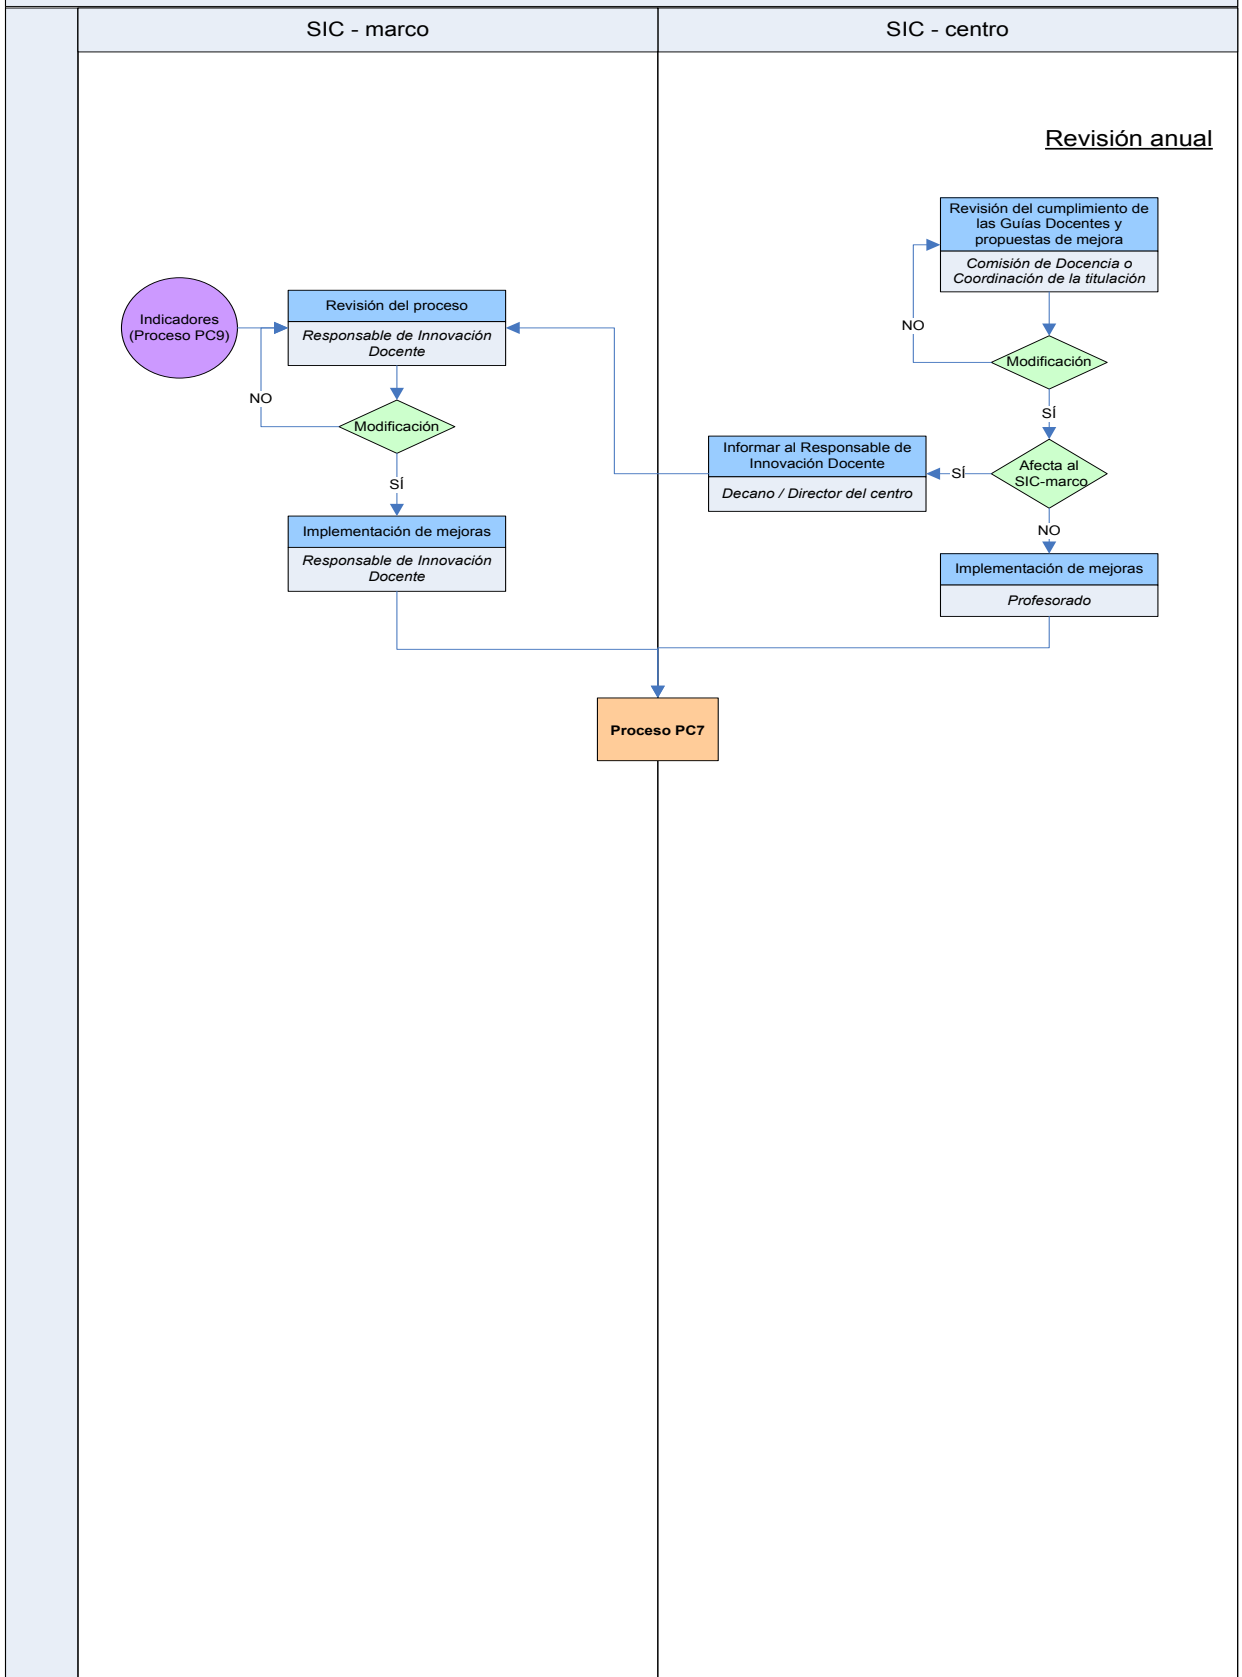 SIC - marco
SIC - centro
Revisión anual
Revisión del cumplimiento de
las Guías Docentes y
propuestas de mejora
Comisión de Docencia o
Coordinación de la titulación
NO
Modificación
SÍ
Indicadores
(Proceso PC9)
Revisión del proceso
Responsable de Innovación
Docente
NO
Modificación
SÍ
Informar al Responsable de
Innovación Docente
Decano / Director del centro
SÍ
Afecta al
SIC-marco
NO
Implementación de mejoras
Responsable de Innovación
Docente
Implementación de mejoras
Profesorado
Proceso PC7